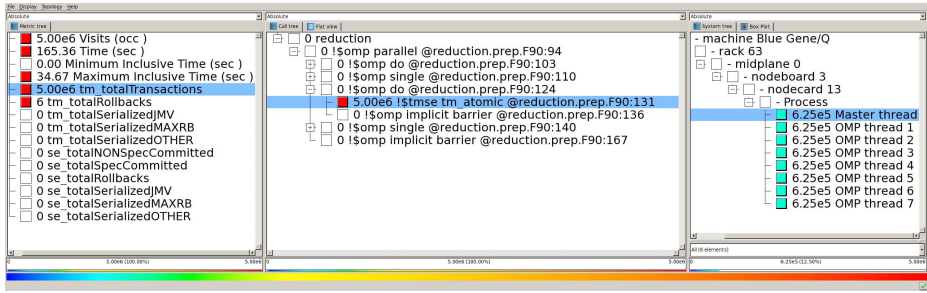 File Display Topology Help
Absolute
Metric tree
5.00e6 Visits (occ )
165.36 Time (sec )
0.00 Minimum Inclusive Time (sec )
34.67 Maximum Inclusive Time (sec )
5.00e6 tm_totalTransactions
6 tm_totalRollbacks
0 tm_totalSerializedJMV
0 tm_totalSerializedMAXRB
0 tm_totalSerializedOTHER
0 se_totalNONSpecCommitted
0 se_totalSpecCommitted
0 se_totalRollbacks
0 se_totalSerializedJMV
0 se_totalSerializedMAXRB
0 se_totalSerializedOTHER
0 5.00e6 (100.00%) 5.00e6
Absolute
Call tree Flat view
0 reduction
0 !$omp parallel @reduction.prep.F90:94
0 !$omp do @reduction.prep.F90:103
0 !$omp single @reduction.prep.F90:110
0 !$omp do @reduction.prep.F90:124
5.00e6 !$tmse tm_atomic @reduction.prep.F90:131
0 !$omp implicit barrier @reduction.prep.F90:136
0 !$omp single @reduction.prep.F90:140
0 !$omp implicit barrier @reduction.prep.F90:167
0 5.00e6 (100.00%) 5.00e6
Absolute
System tree Box Plot
- machine Blue Gene/Q
- rack 63
- midplane 0
- nodeboard 3
- nodecard 13
- Process
6.25e5 Master thread
6.25e5 OMP thread 1
6.25e5 OMP thread 2
6.25e5 OMP thread 3
6.25e5 OMP thread 4
6.25e5 OMP thread 5
6.25e5 OMP thread 6
6.25e5 OMP thread 7
All (8 elements)
0 6.25e5 (12.50%) 5.00e6